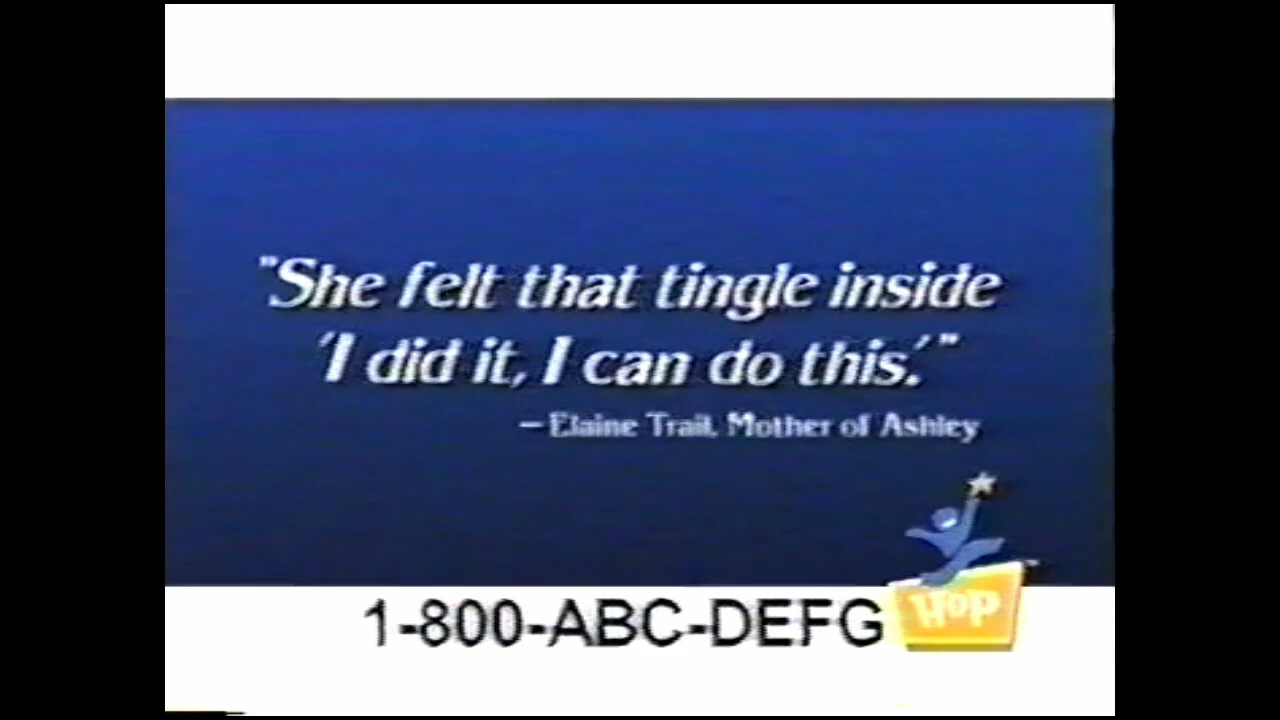 "She felt that tingle inside
'I did it, I can do this.'"
– Elaine Trail, Mother of Ashley
HOP
1-800-ABC-DEFG